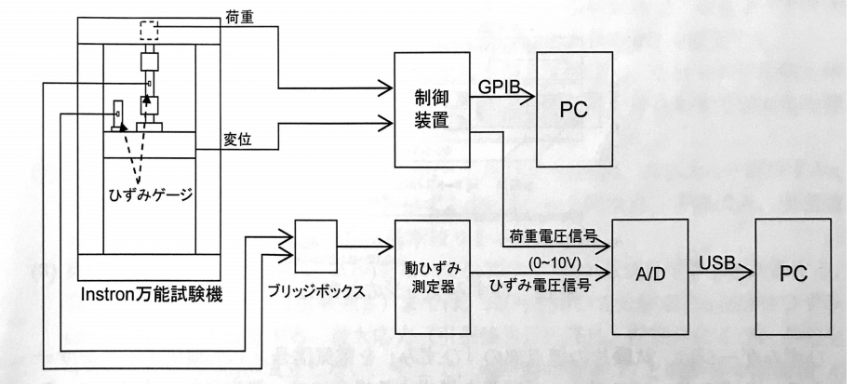 荷重
制御
装置
GPIB
PC
変位
ひずみゲージ
Instron万能試験機
ブリッジボックス
動ひずみ
測定器
荷重電圧信号
(0~10V)
ひずみ電圧信号
A/D
USB
PC